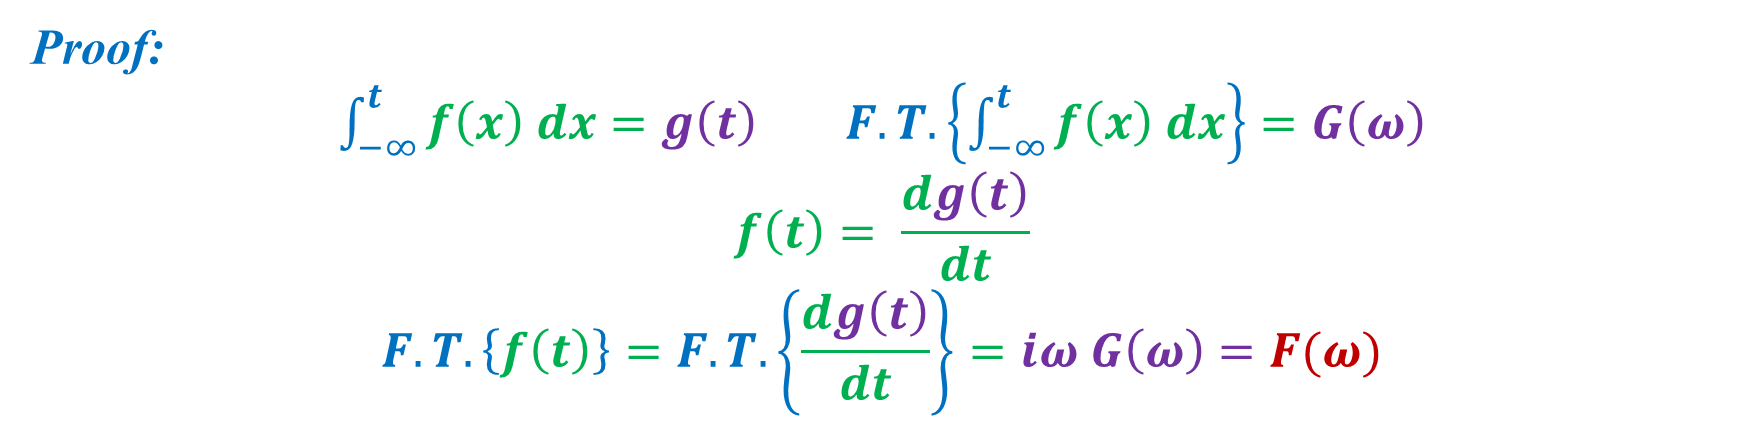 Proof:
∫_{-∞}^{t} f(x) dx = g(t)   F.T.{∫_{-∞}^{t} f(x) dx} = G(ω)
f(t) = dg(t)/dt
F.T.{f(t)} = F.T.{dg(t)/dt} = iω G(ω) = F(ω)